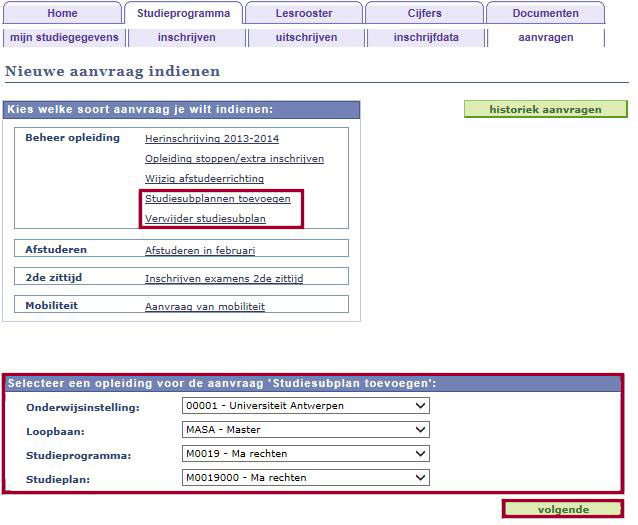 Home Studieprogramma Lesrooster Cijfers Documenten
mijn studiegegevens inschrijven uitschrijven inschrijfdata aanvragen
Nieuwe aanvraag indienen
Kies welke soort aanvraag je wilt indienen:
historiek aanvragen
Beheer opleiding Herinschrijving 2013-2014
Opleiding stoppen/extra inschrijven
Wijzig afstudeerrichting
Studiesubplannen toevoegen
Verwijder studiesubplan
Afstuderen Afstuderen in februari
2de zittijd Inschrijven examens 2de zittijd
Mobiliteit Aanvraag van mobiliteit
Selecteer een opleiding voor de aanvraag 'Studiesubplan toevoegen':
Onderwijsinstelling: 00001 - Universiteit Antwerpen
Loopbaan: MASA - Master
Studieprogramma: M0019 - Ma rechten
Studieplan: M0019000 - Ma rechten
volgende